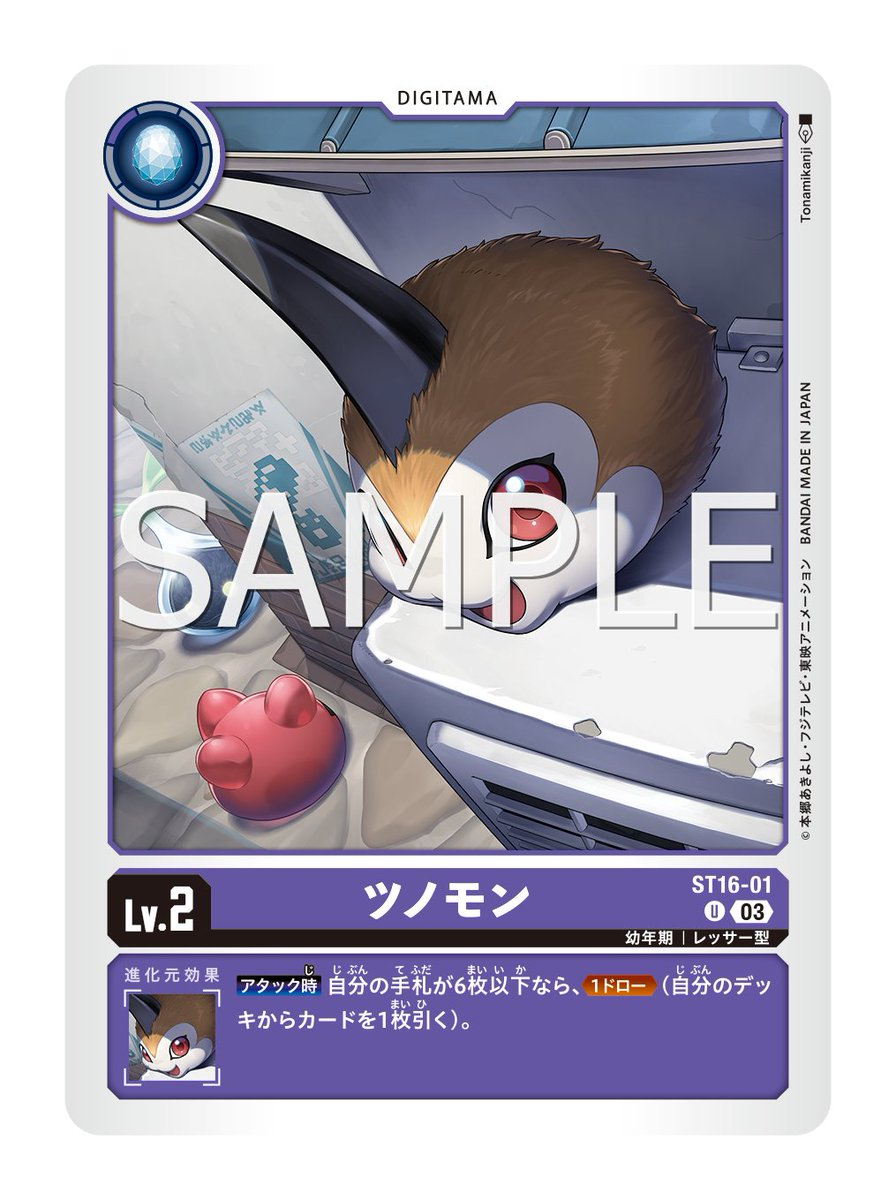 DIGITAMA
Tonamikanji
SAMPLE
BANDAI MADE IN JAPAN
© 本郷あきよし・フジテレビ・東映アニメーション
Lv.2
ツノモン
ST16-01
U 03
幼年期 | レッサー型
進化元効果
アタック時 自分の手札が6枚以下なら、1ドロー（自分のデッ
キからカードを1枚引く）。